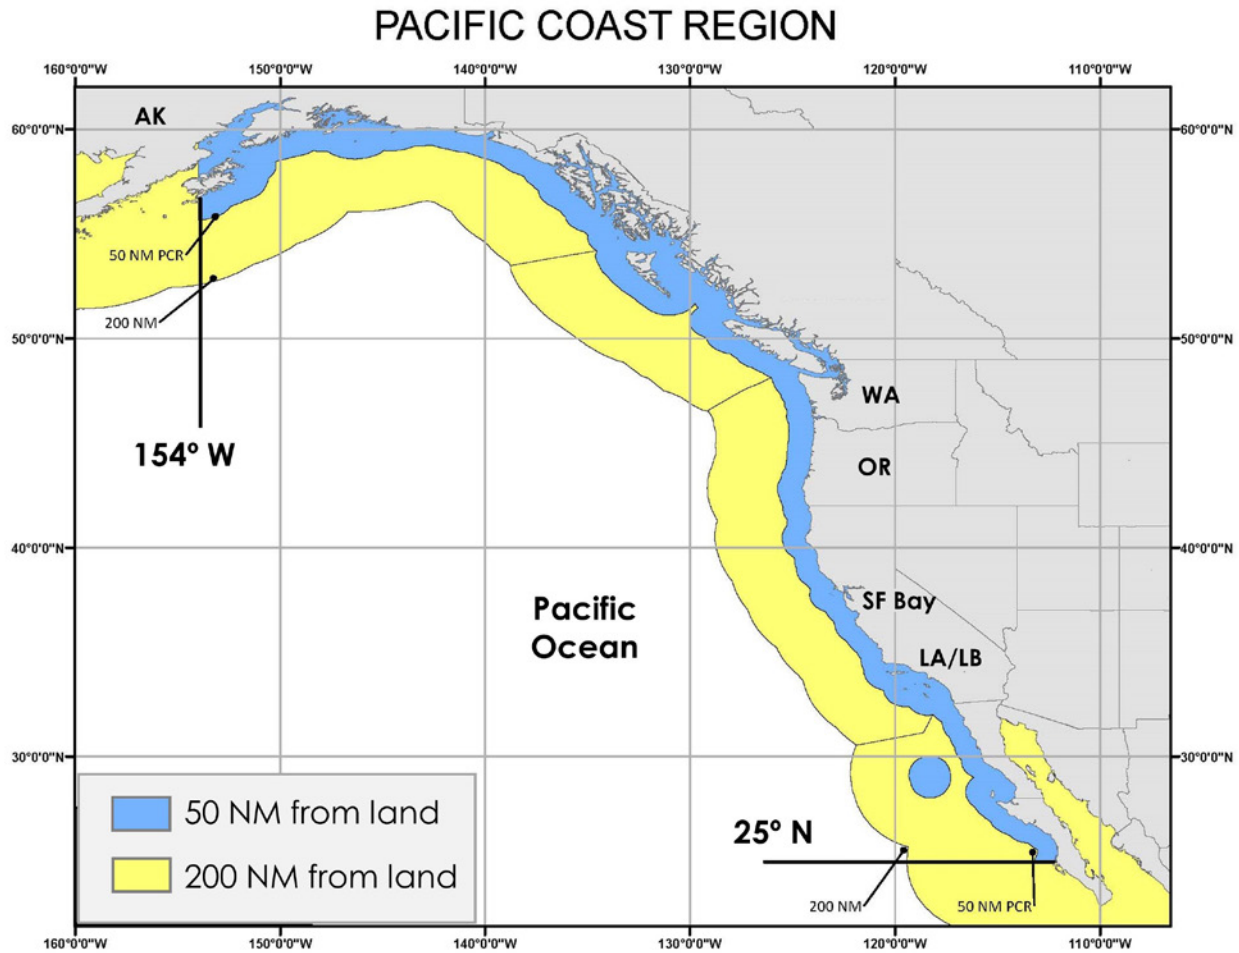 PACIFIC COAST REGION
160°0'0"W 150°0'0"W 140°0'0"W 130°0'0"W 120°0'0"W 110°0'0"W
AK
60°0'0"N 60°0'0"N
50 NM PCR
200 NM
50°0'0"N 50°0'0"N
WA
154° W
OR
40°0'0"N 40°0'0"N
Pacific
Ocean
SF Bay
LA/LB
30°0'0"N 30°0'0"N
50 NM from land
25° N
200 NM from land
200 NM
50 NM PCR
160°0'0"W 150°0'0"W 140°0'0"W 130°0'0"W 120°0'0"W 110°0'0"W